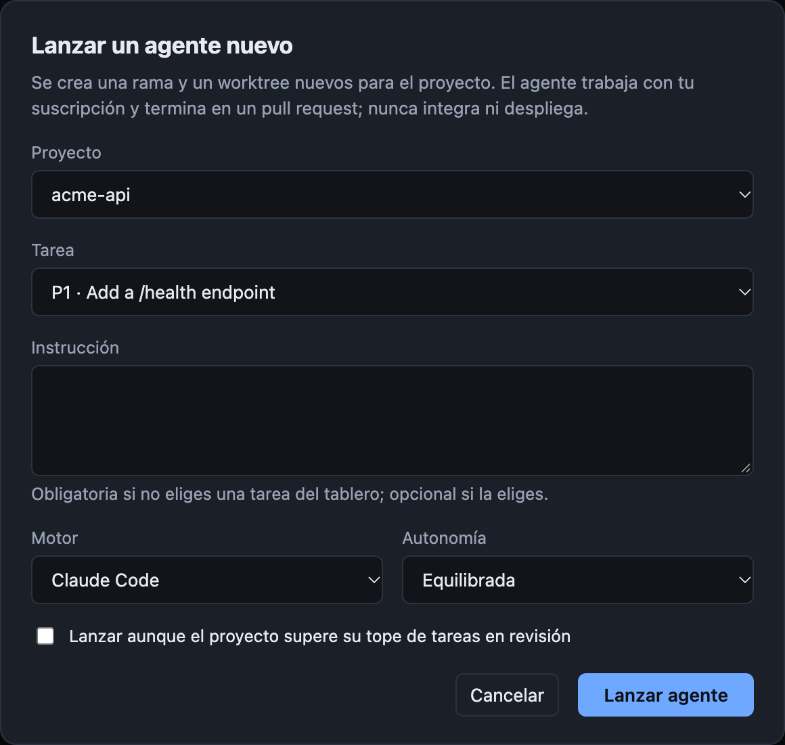 Lanzar un agente nuevo
Se crea una rama y un worktree nuevos para el proyecto. El agente trabaja con tu
suscripción y termina en un pull request; nunca integra ni despliega.
Proyecto
acme-api
Tarea
P1 · Add a /health endpoint
Instrucción
Obligatoria si no eliges una tarea del tablero; opcional si la eliges.
Motor
Autonomía
Claude Code
Equilibrada
Lanzar aunque el proyecto supere su tope de tareas en revisión
Cancelar
Lanzar agente